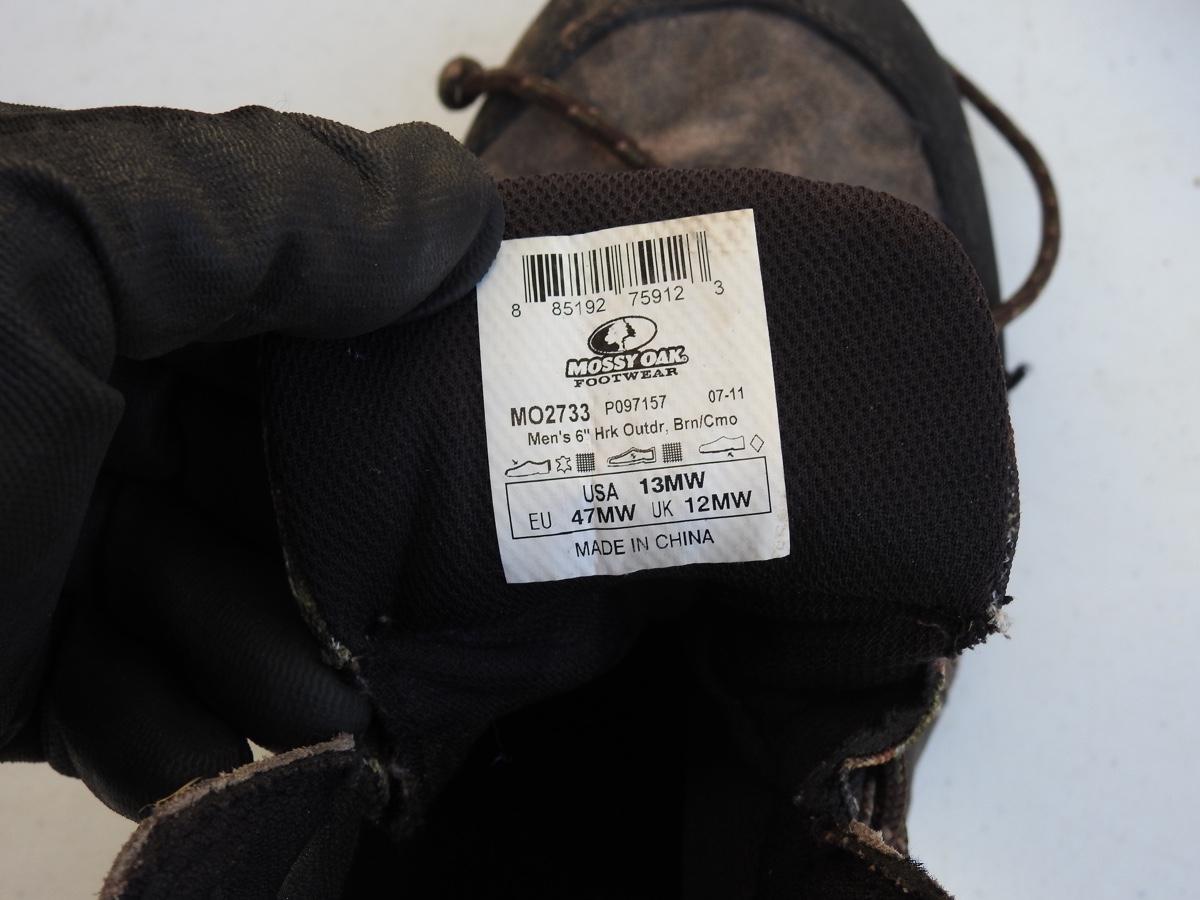 8 85192 75912 3
MOSSY OAK
FOOTWEAR
MO2733 P097157 07-11
Men's 6" Hrk Outdr, Brn/Cmo
USA 13MW
EU 47MW UK 12MW
MADE IN CHINA